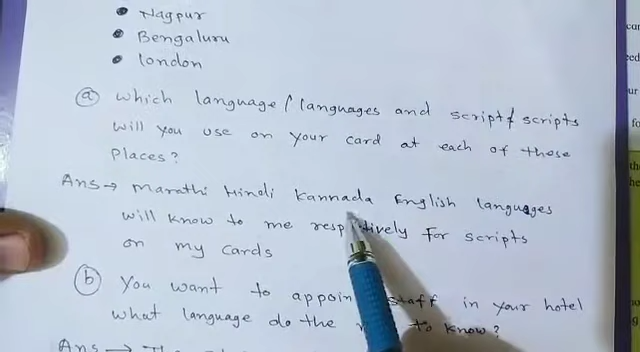 • Nagpur
• Bengaluru
• London
(a) which language / languages and script / scripts
will you use on your card at each of these
places?
Ans → Marathi Hindi Kannada English languages
will know to me respectively for scripts
on my cards
(b) You want to appoin staff in your hotel
what language do the to know?
Ans →